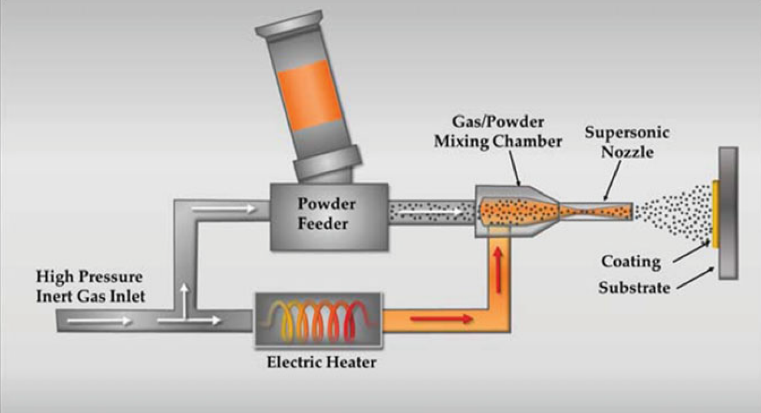 Gas/Powder
Mixing Chamber
Supersonic
Nozzle
Powder
Feeder
Coating
Substrate
High Pressure
Inert Gas Inlet
Electric Heater